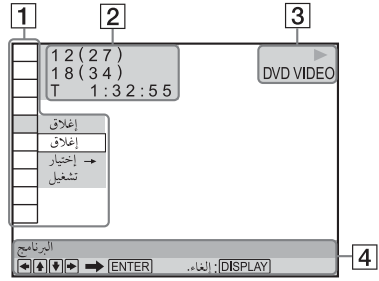 1
2
3
12(27)
18(34)
T 1:32:55
DVD VIDEO
إغلاق
إغلاق
إختيار
تشغيل
البرنامج
ENTER
DISPLAY: إلغاء.
4